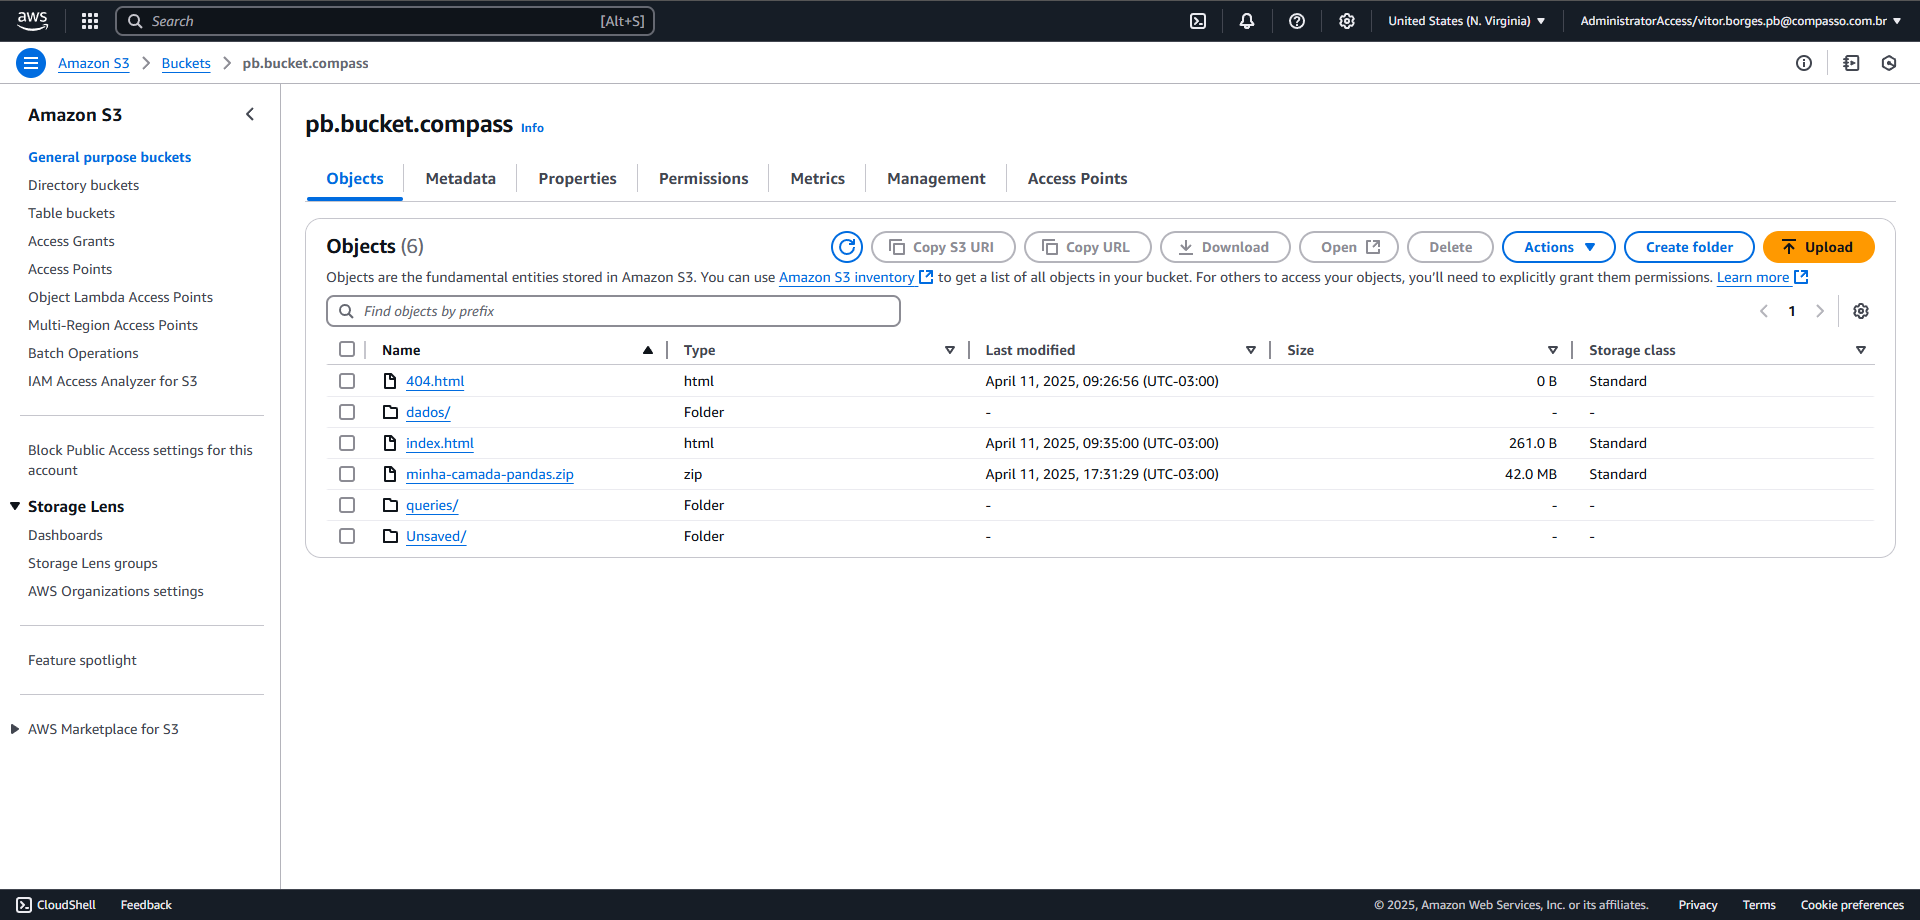 aws Search [Alt+S] United States (N. Virginia) AdministratorAccess/vitor.borges.pb@compasso.com.br
Amazon S3 Buckets pb.bucket.compass
Amazon S3
General purpose buckets
Directory buckets
Table buckets
Access Grants
Access Points
Object Lambda Access Points
Multi-Region Access Points
Batch Operations
IAM Access Analyzer for S3
Block Public Access settings for this
account
Storage Lens
Dashboards
Storage Lens groups
AWS Organizations settings
Feature spotlight
AWS Marketplace for S3
pb.bucket.compass Info
Objects Metadata Properties Permissions Metrics Management Access Points
Objects (6) Copy S3 URI Copy URL Download Open Delete Actions Create folder Upload
Objects are the fundamental entities stored in Amazon S3. You can use Amazon S3 inventory to get a list of all objects in your bucket. For others to access your objects, you'll need to explicitly grant them permissions. Learn more
Find objects by prefix 1
Name Type Last modified Size Storage class
404.html html April 11, 2025, 09:26:56 (UTC-03:00) 0 B Standard
dados/ Folder - - -
index.html html April 11, 2025, 09:35:00 (UTC-03:00) 261.0 B Standard
minha-camada-pandas.zip zip April 11, 2025, 17:31:29 (UTC-03:00) 42.0 MB Standard
queries/ Folder - - -
Unsaved/ Folder - - -
CloudShell Feedback © 2025, Amazon Web Services, Inc. or its affiliates. Privacy Terms Cookie preferences